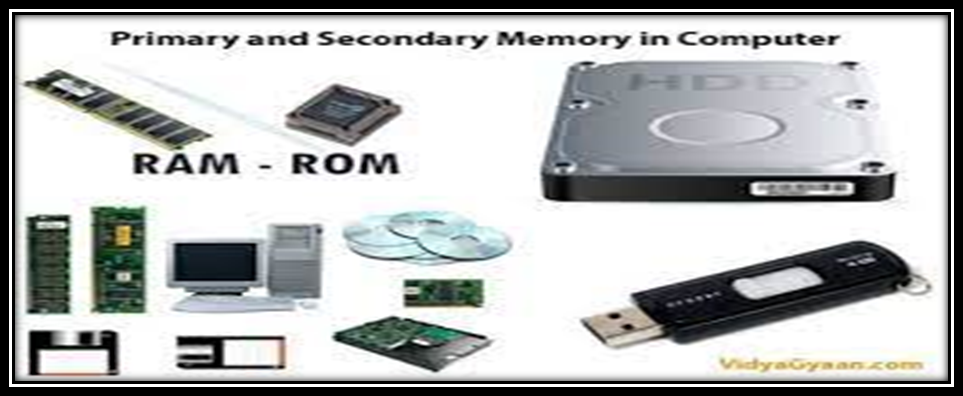 Primary and Secondary Memory in Computer
HDD
RAM - ROM
VidyaGyaan.com